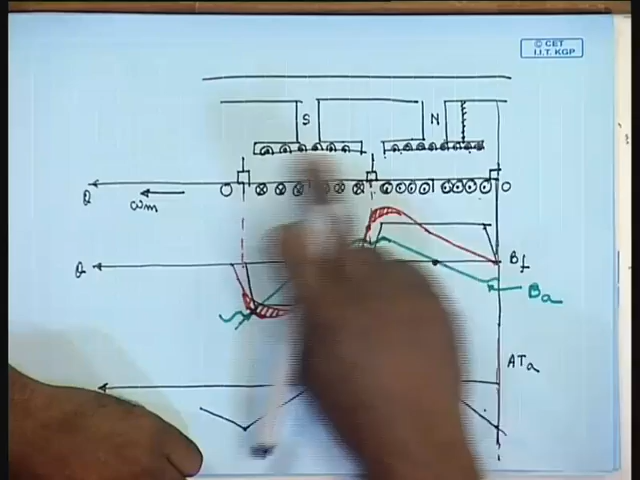 © CET
I.I.T. KGP
S
N
θ
ωm
θ
Bf
Ba
ATa